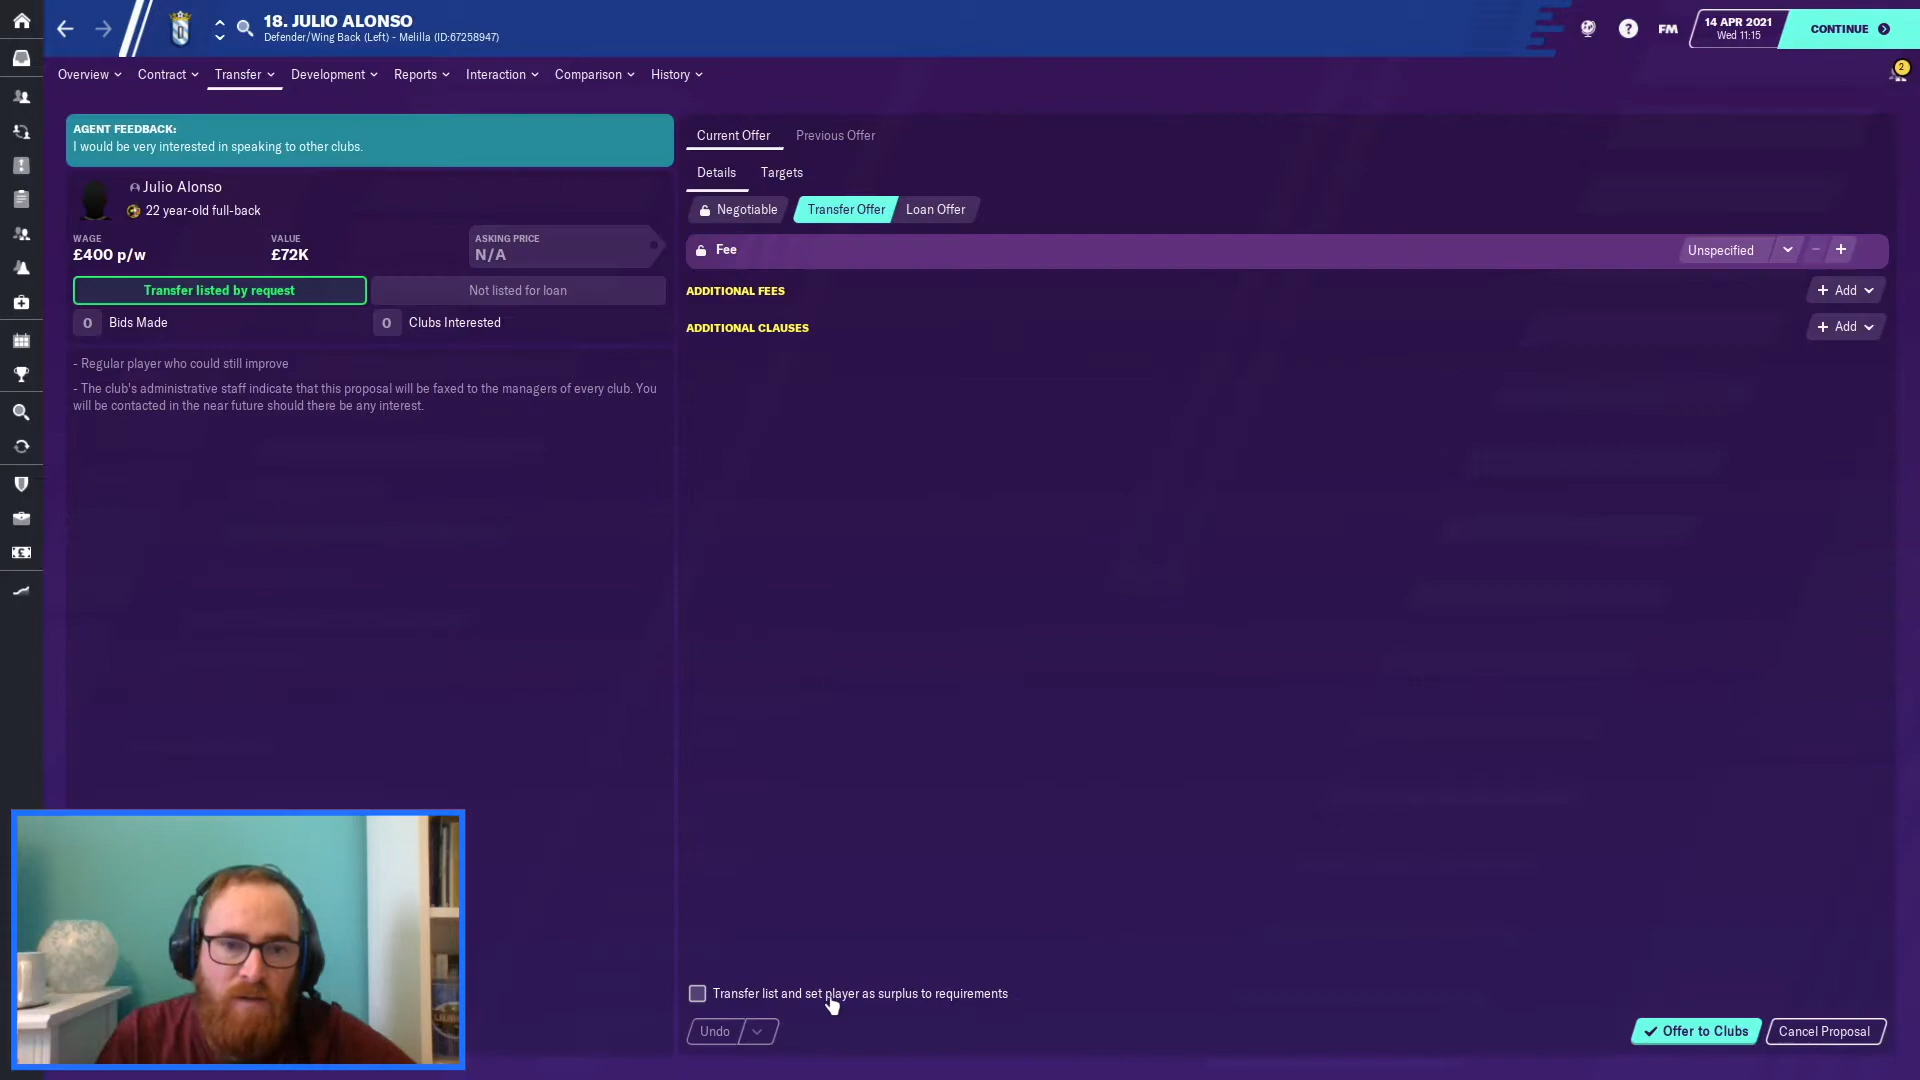 18. JULIO ALONSO
Defender/Wing Back (Left) - Melilla (ID:67258947)
FM
14 APR 2021
Wed 11:15
CONTINUE
Overview
Contract
Transfer
Development
Reports
Interaction
Comparison
History
2
AGENT FEEDBACK:
I would be very interested in speaking to other clubs.
Julio Alonso
22 year-old full-back
WAGE
£400 p/w
VALUE
£72K
ASKING PRICE
N/A
Transfer listed by request
Not listed for loan
0 Bids Made
0 Clubs Interested
- Regular player who could still improve
- The club's administrative staff indicate that this proposal will be faxed to the managers of every club. You
will be contacted in the near future should there be any interest.
Current Offer
Previous Offer
Details
Targets
Negotiable
Transfer Offer
Loan Offer
Fee
Unspecified
ADDITIONAL FEES
+ Add
ADDITIONAL CLAUSES
+ Add
Transfer list and set player as surplus to requirements
Undo
Offer to Clubs
Cancel Proposal